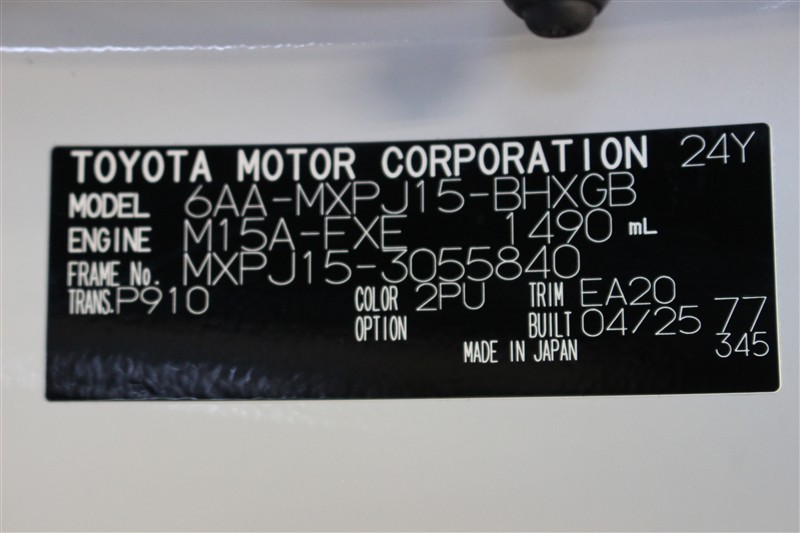 TOYOTA MOTOR CORPORATION 24Y
MODEL 6AA-MXPJ15-BHXGB
ENGINE M15A-FXE 1490 mL
FRAME No. MXPJ15-3055840
TRANS. P910 COLOR 2PU TRIM EA20
OPTION BUILT 04/25 77
MADE IN JAPAN 345